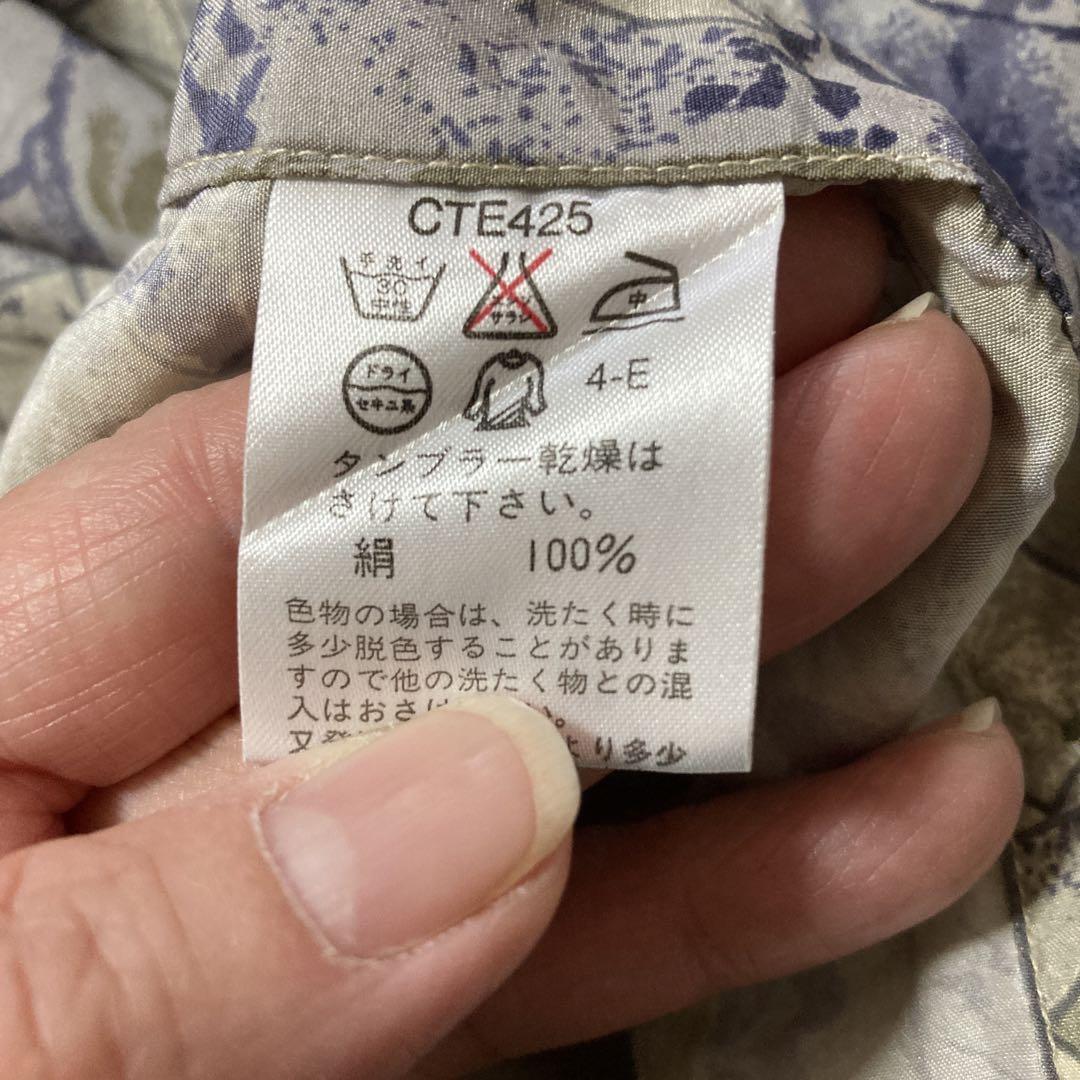 CTE425
手洗イ
30
中性
サラシ
中
ドライ
セキユ系
4-E
タンブラー乾燥は
さけて下さい。
絹 100%
色物の場合は、洗たく時に
多少脱色することがありま
すので他の洗たく物との混
入はおさけ い。
又 より多少